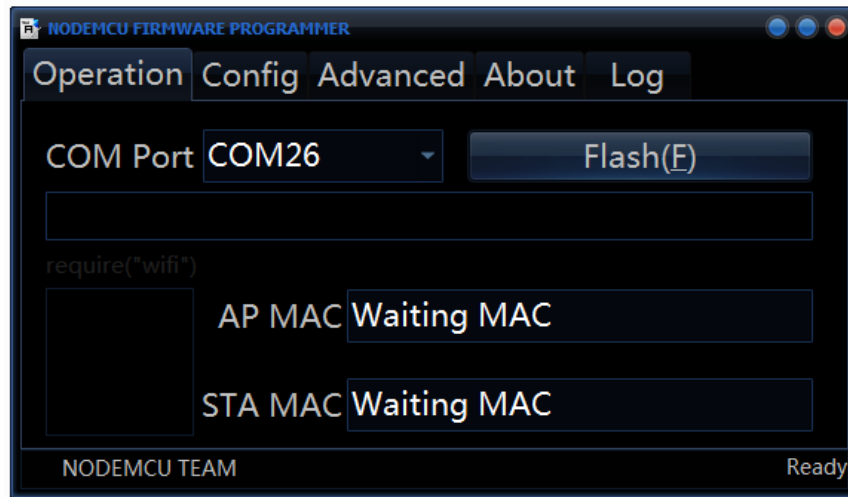 NODEMCU FIRMWARE PROGRAMMER
Operation Config Advanced About Log
COM Port COM26 Flash(F)
require("wifi")
AP MAC Waiting MAC
STA MAC Waiting MAC
NODEMCU TEAM Ready